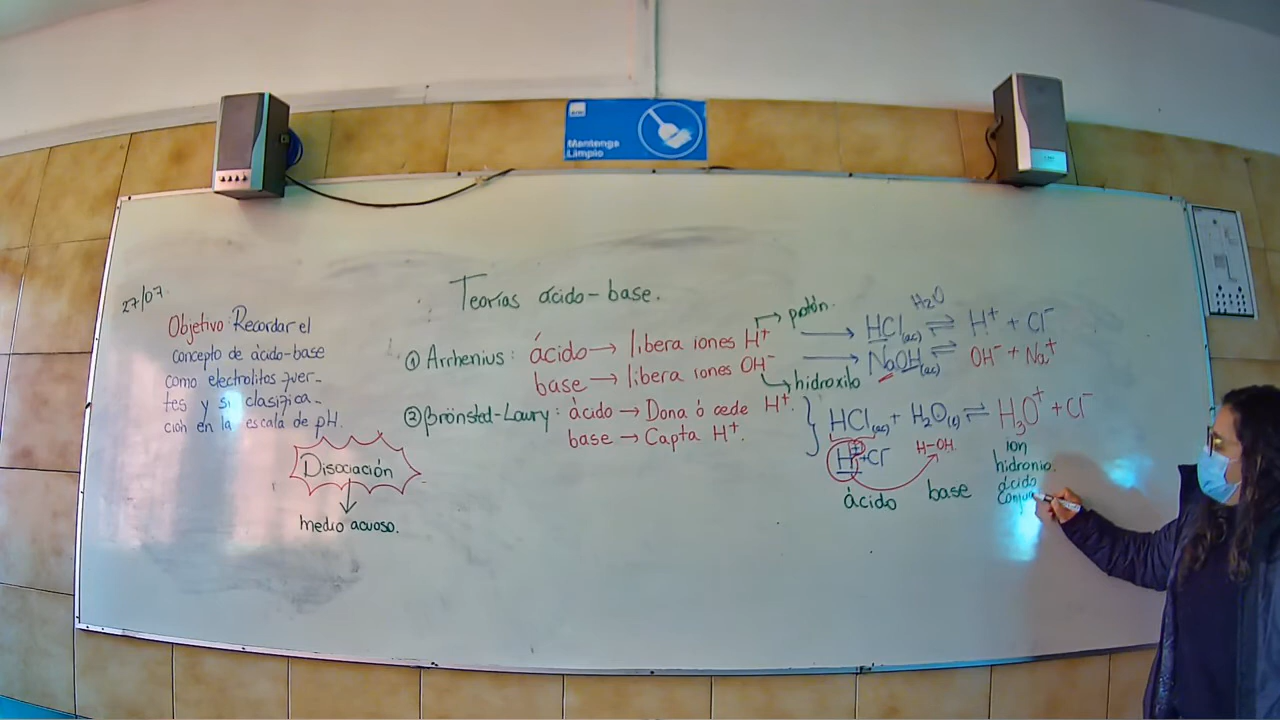 Mantenga
Limpio
27/07.
Teorías ácido-base.
Objetivo: Recordar el
concepto de ácido-base
como electrolitos fuer-
tes y si clasifica-
ción en la escala de pH.
Disociación
medio acuoso.
① Arrhenius: ácido → libera iones H⁺
protón.
base → libera iones OH⁻
hidroxilo
② Brönsted-Laury: ácido → Dona ó cede H⁺.
base → Capta H⁺.
H₂O
→ HCl(ac) ⇌ H⁺ + Cl⁻
→ NaOH(ac) ⇌ OH⁻ + Na⁺
HCl(ac) + H₂O(l) ⇌ H₃O⁺ + Cl⁻
H⁺ + Cl⁻
H-OH.
ácido
base
ion
hidronio.
ácido
conju